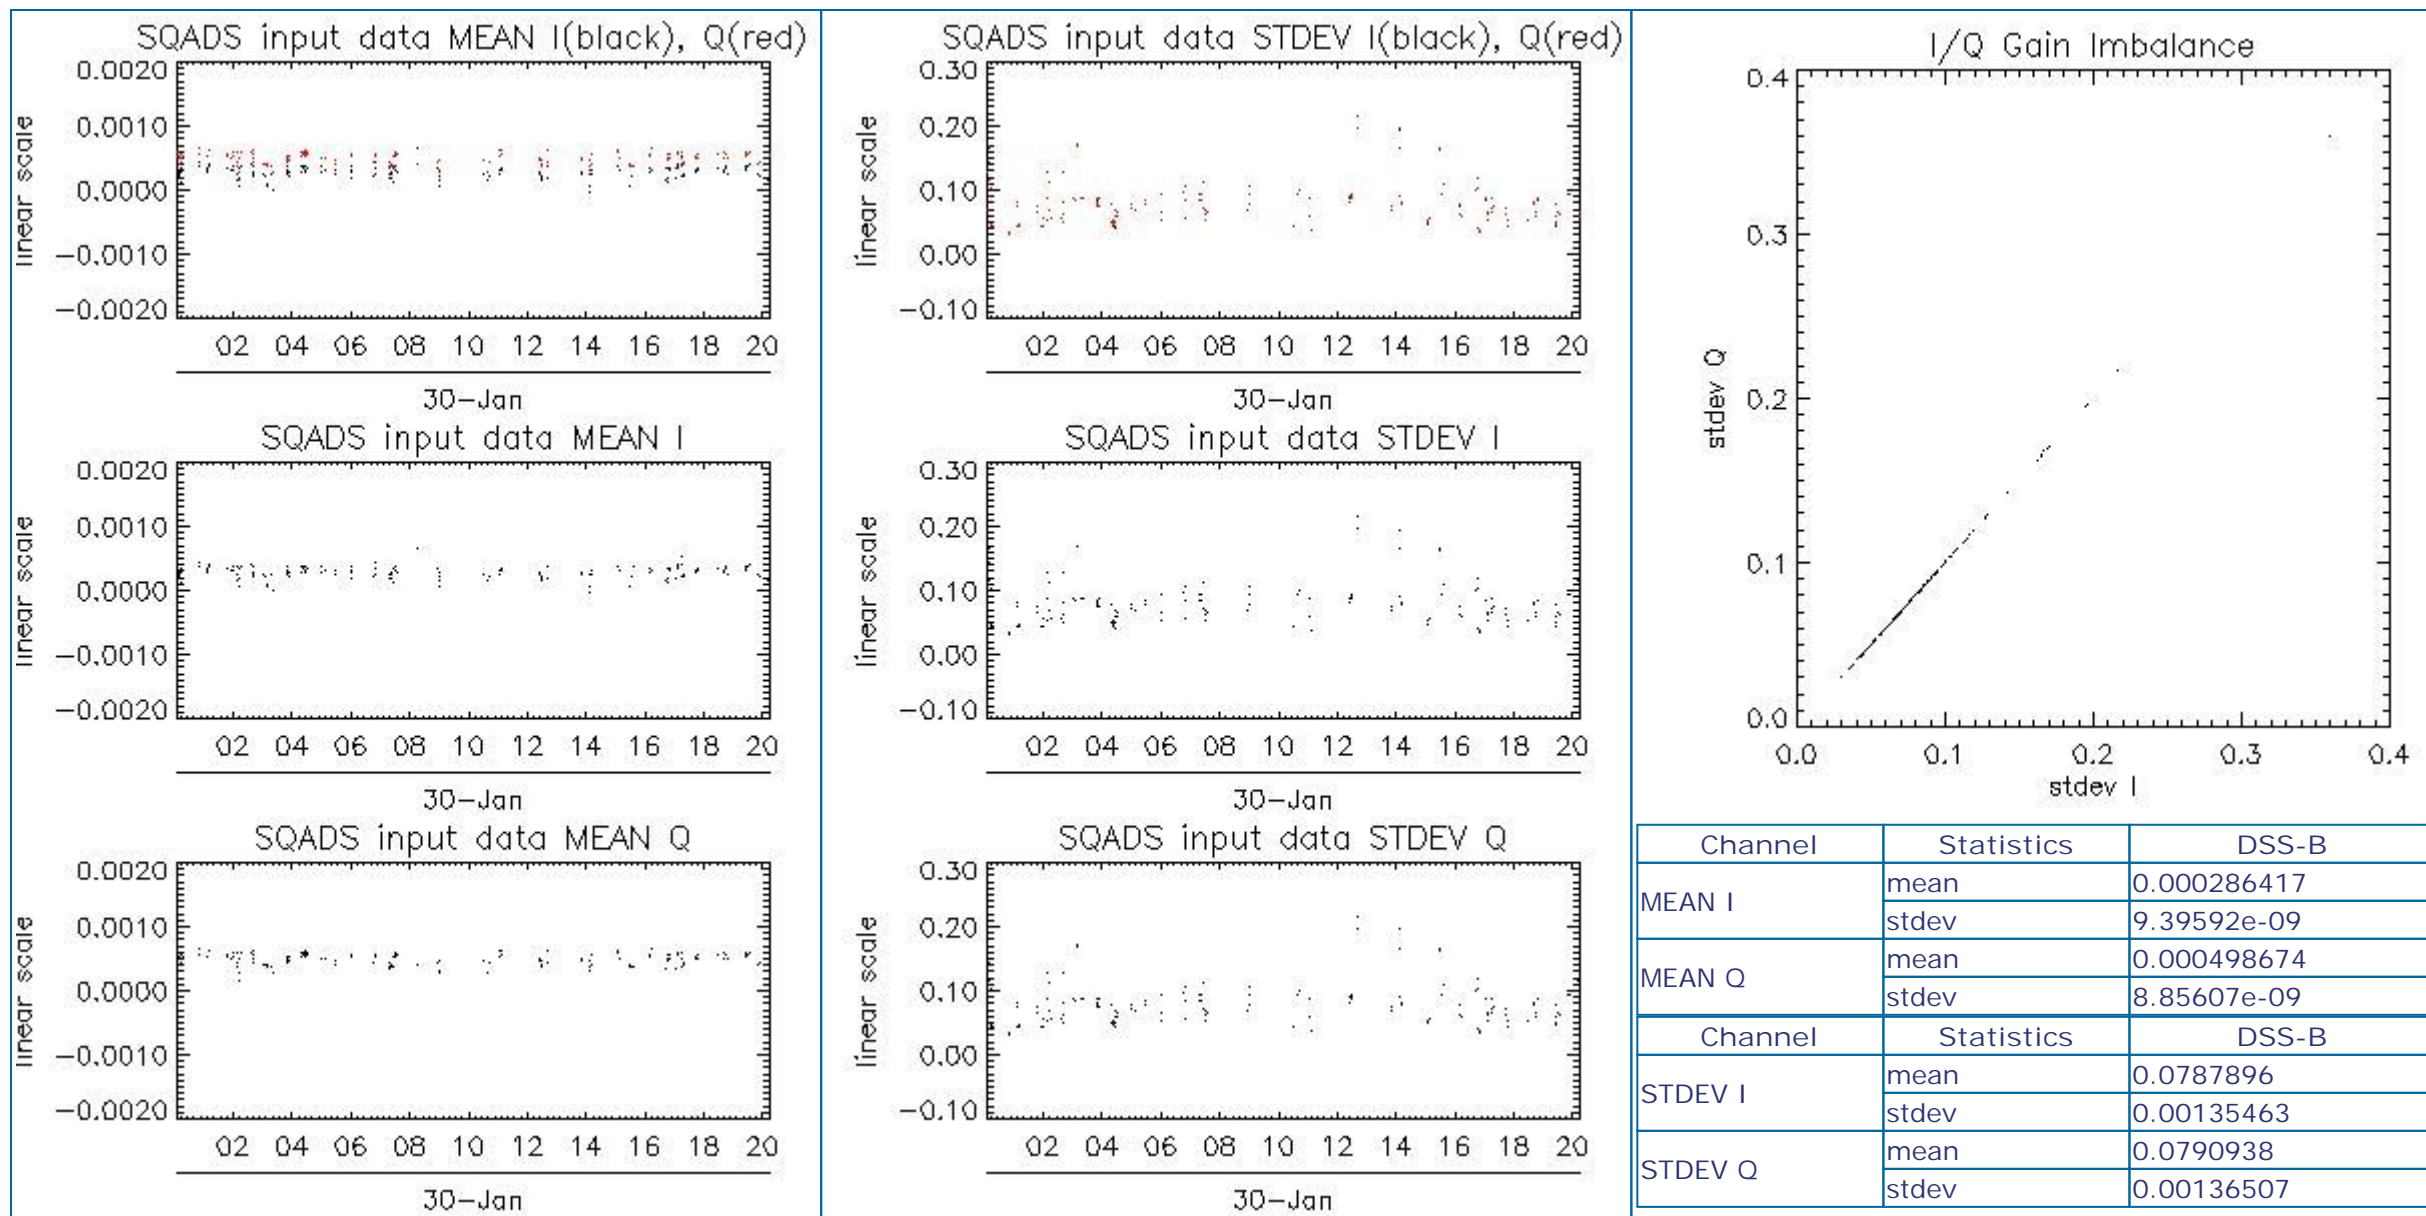 SQADS input data MEAN I(black), Q(red)
linear scale
0.0020
0.0010
0.0000
−0.0010
−0.0020
02 04 06 08 10 12 14 16 18 20
30−Jan
SQADS input data MEAN I
linear scale
0.0020
0.0010
0.0000
−0.0010
−0.0020
02 04 06 08 10 12 14 16 18 20
30−Jan
SQADS input data MEAN Q
linear scale
0.0020
0.0010
0.0000
−0.0010
−0.0020
02 04 06 08 10 12 14 16 18 20
30−Jan
SQADS input data STDEV I(black), Q(red)
linear scale
0.30
0.20
0.10
0.00
−0.10
02 04 06 08 10 12 14 16 18 20
30−Jan
SQADS input data STDEV I
linear scale
0.30
0.20
0.10
0.00
−0.10
02 04 06 08 10 12 14 16 18 20
30−Jan
SQADS input data STDEV Q
linear scale
0.30
0.20
0.10
0.00
−0.10
02 04 06 08 10 12 14 16 18 20
30−Jan
I/Q Gain Imbalance
stdev Q
0.4
0.3
0.2
0.1
0.0
0.0 0.1 0.2 0.3 0.4
stdev I
Channel Statistics DSS-B
MEAN I mean 0.000286417
stdev 9.39592e-09
MEAN Q mean 0.000498674
stdev 8.85607e-09
Channel Statistics DSS-B
STDEV I mean 0.0787896
stdev 0.00135463
STDEV Q mean 0.0790938
stdev 0.00136507